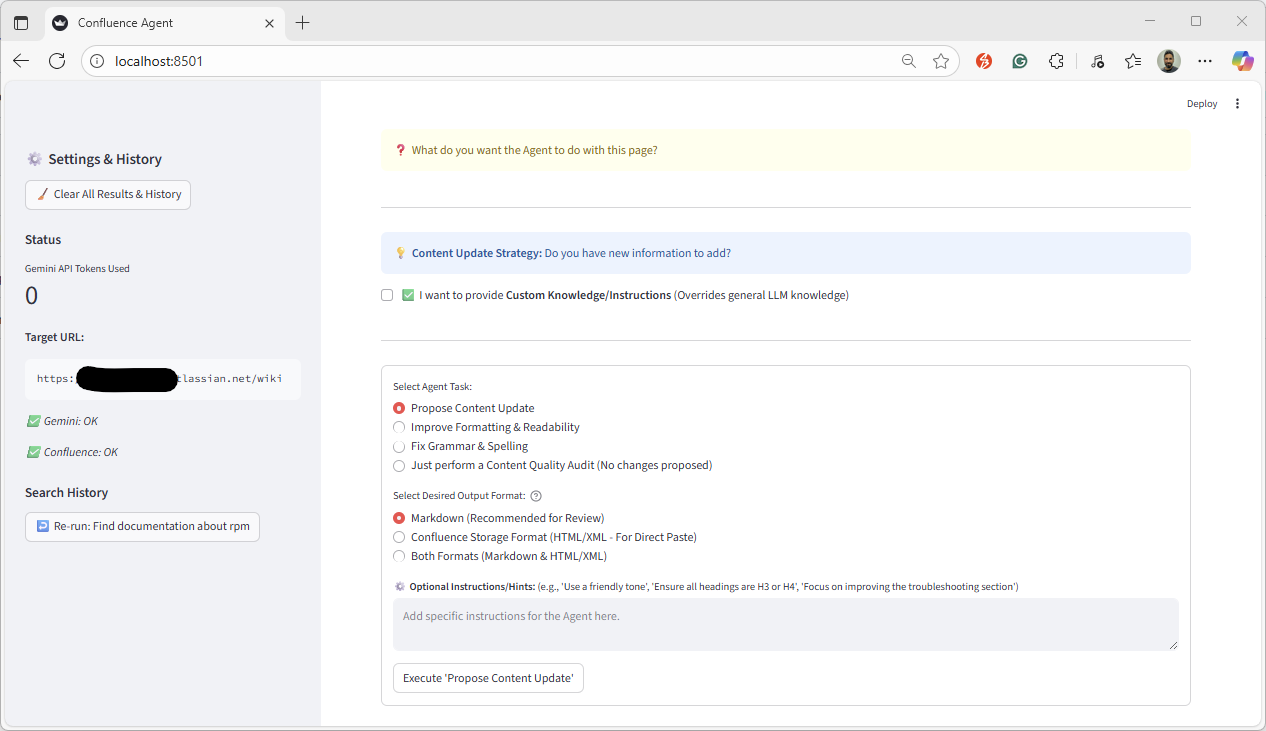 Confluence Agent
localhost:8501
Deploy
Settings & History
Clear All Results & History
Status
Gemini API Tokens Used
0
Target URL:
https: tlassian.net/wiki
Gemini: OK
Confluence: OK
Search History
Re-run: Find documentation about rpm
What do you want the Agent to do with this page?
Content Update Strategy: Do you have new information to add?
I want to provide Custom Knowledge/Instructions (Overrides general LLM knowledge)
Select Agent Task:
Propose Content Update
Improve Formatting & Readability
Fix Grammar & Spelling
Just perform a Content Quality Audit (No changes proposed)
Select Desired Output Format:
Markdown (Recommended for Review)
Confluence Storage Format (HTML/XML - For Direct Paste)
Both Formats (Markdown & HTML/XML)
Optional Instructions/Hints: (e.g., 'Use a friendly tone', 'Ensure all headings are H3 or H4', 'Focus on improving the troubleshooting section')
Add specific instructions for the Agent here.
Execute 'Propose Content Update'